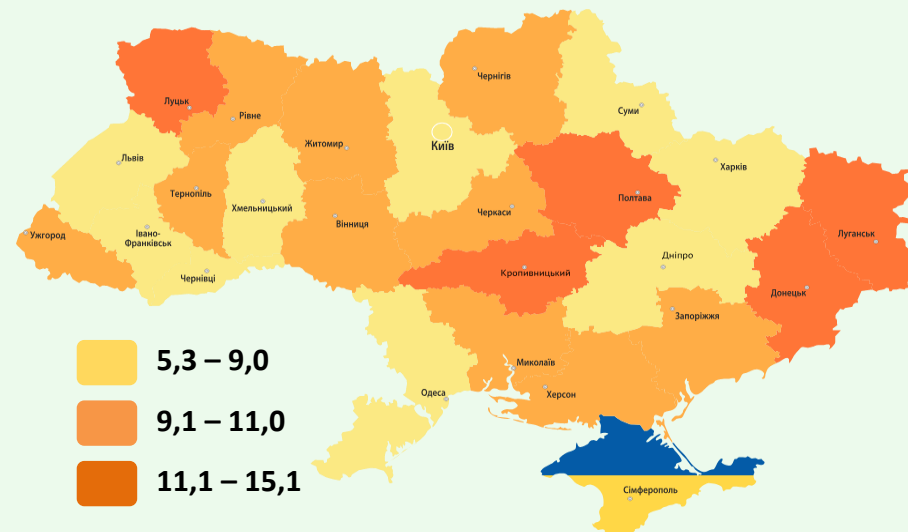 Чернігів
Луцьк
Рівне
Суми
Житомир
Київ
Львів
Харків
Тернопіль
Хмельницький
Полтава
Черкаси
Вінниця
Ужгород
Івано-
Франківськ
Луганськ
Дніпро
Чернівці
Кропивницький
Донецьк
Запоріжжя
5,3 – 9,0
Миколаїв
Одеса
Херсон
9,1 – 11,0
11,1 – 15,1
Сімферополь